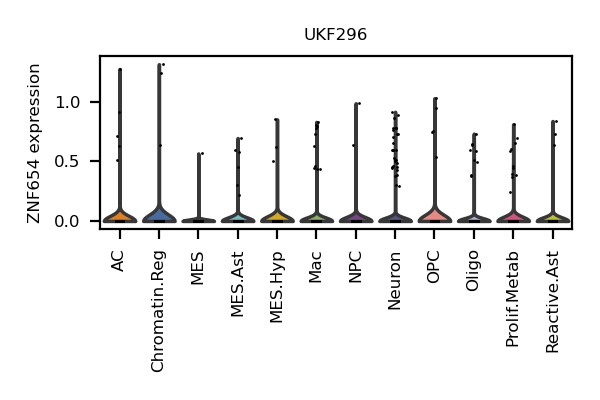 UKF296
ZNF654 expression
1.0
0.5
0.0
AC
Chromatin.Reg
MES
MES.Ast
MES.Hyp
Mac
NPC
Neuron
OPC
Oligo
Prolif.Metab
Reactive.Ast